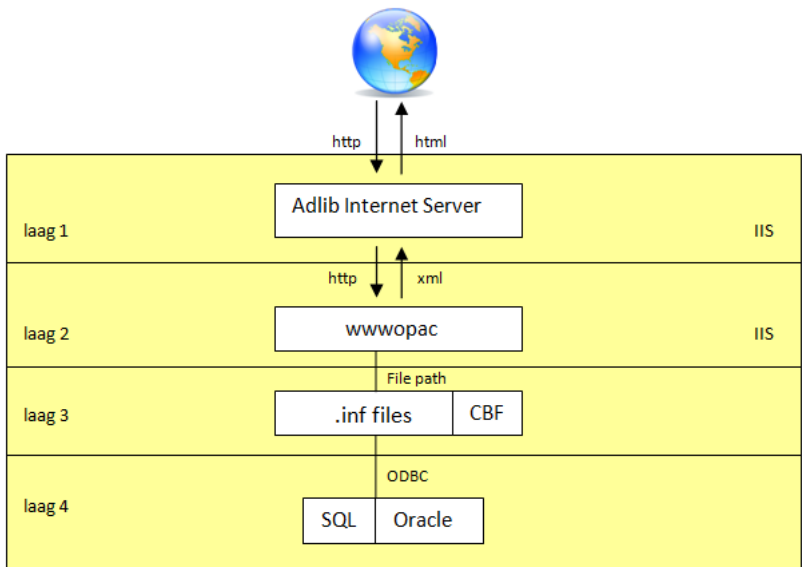 http
html
Adlib Internet Server
laag 1
IIS
http
xml
wwwopac
laag 2
IIS
File path
.inf files
CBF
laag 3
ODBC
laag 4
SQL
Oracle